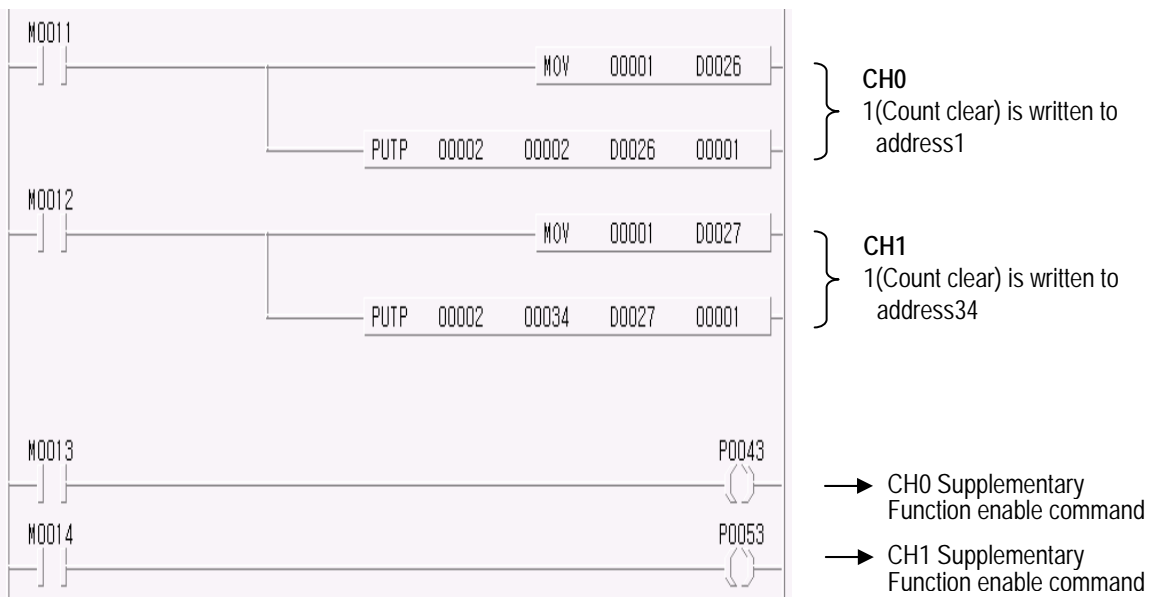 M0011
MOV 00001 D0026
CH0
1(Count clear) is written to
address1
PUTP 00002 00002 D0026 00001
M0012
MOV 00001 D0027
CH1
1(Count clear) is written to
address34
PUTP 00002 00034 D0027 00001
M0013 P0043
CH0 Supplementary
Function enable command
M0014 P0053
CH1 Supplementary
Function enable command